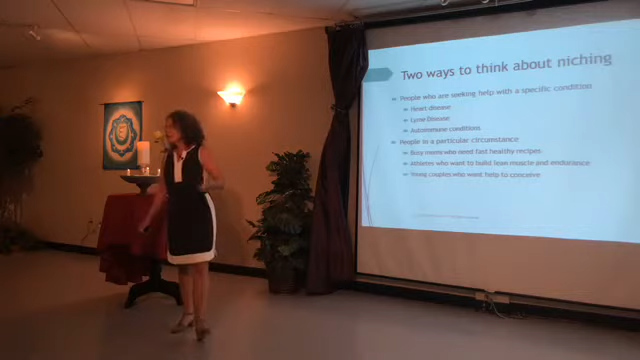 Two ways to think about niching
People who are seeking help with a specific condition
Heart disease
Lyme Disease
Autoimmune conditions
People in a particular circumstance
Busy moms who need fast healthy recipes
Athletes who want to build lean muscle and endurance
Young couples who want help to conceive